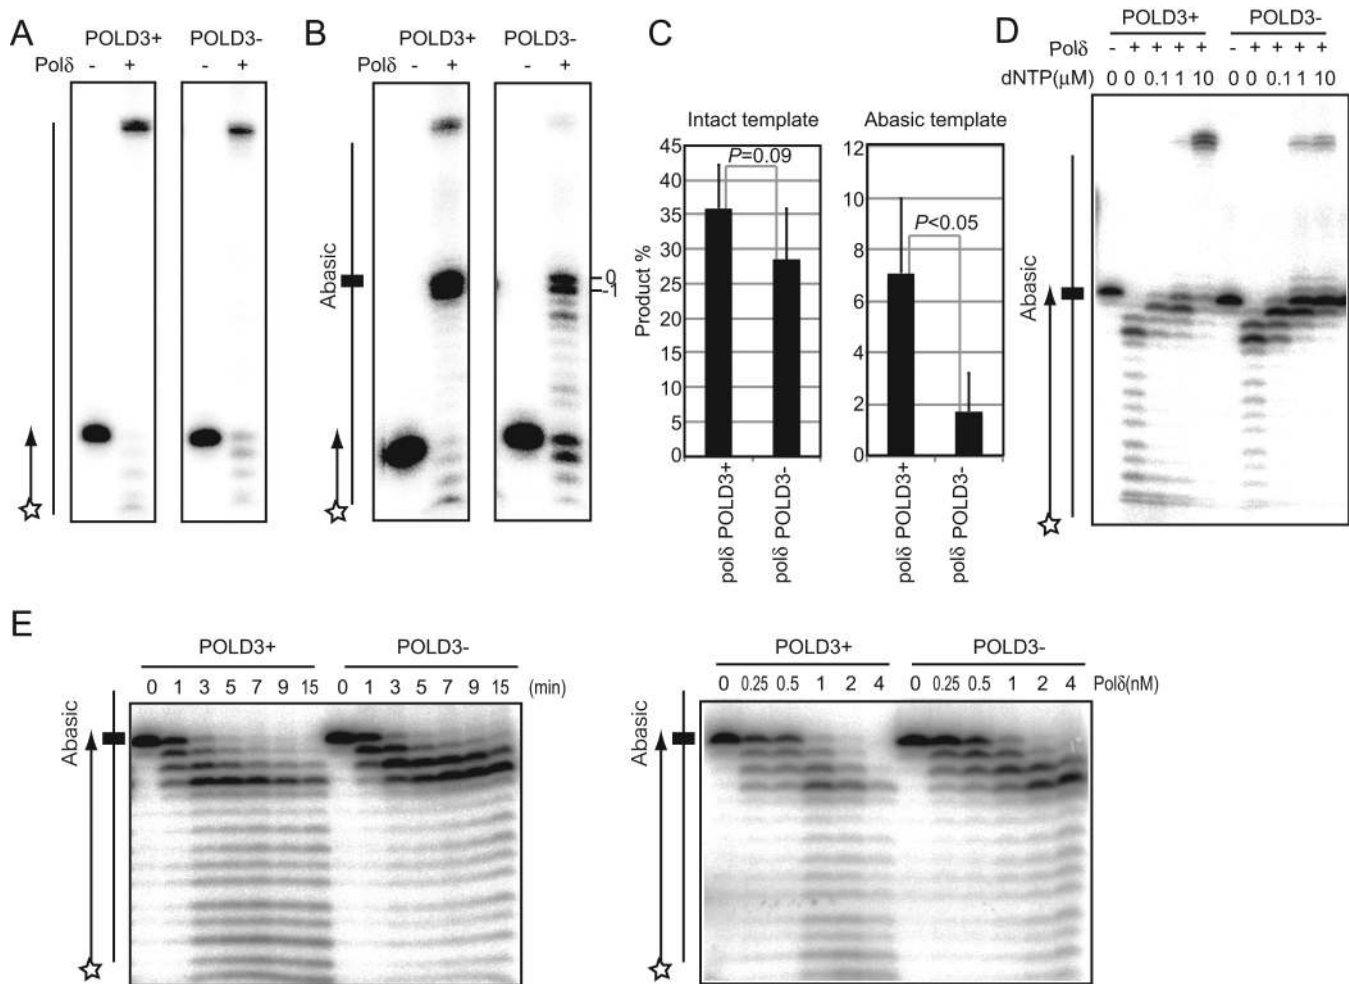 A
POLD3+ POLD3-
Polδ - + - +
B
POLD3+ POLD3-
Polδ - + - +
Abasic
0
-1
C
Intact template
Product %
45
40
35
30
25
20
15
10
5
0
P=0.09
polδ POLD3+
polδ POLD3-
Abasic template
12
10
8
6
4
2
0
P<0.05
polδ POLD3+
polδ POLD3-
D
POLD3+ POLD3-
Polδ - + + + + - + + + +
dNTP(μM) 0 0 0.1 1 10 0 0 0.1 1 10
Abasic
E
POLD3+ POLD3-
0 1 3 5 7 9 15 0 1 3 5 7 9 15 (min)
Abasic
POLD3+ POLD3-
0 0.25 0.5 1 2 4 0 0.25 0.5 1 2 4 Polδ(nM)
Abasic